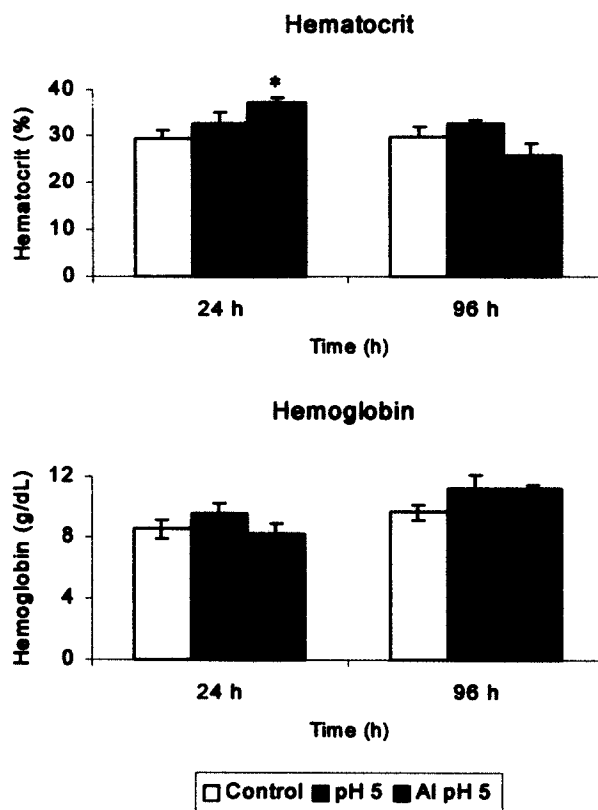 Hematocrit
*
40
30
20
10
0
Hematocrit (%)
24 h 96 h
Time (h)
Hemoglobin
12
8
4
0
Hemoglobin (g/dL)
24 h 96 h
Time (h)
Control pH 5 Al pH 5